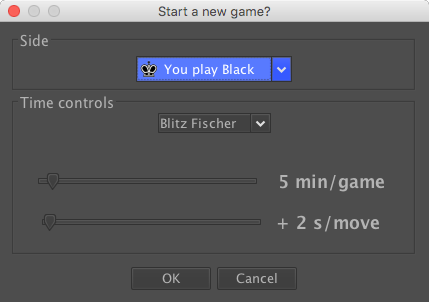 Start a new game?
Side
You play Black
Time controls
Blitz Fischer
5 min/game
+ 2 s/move
OK
Cancel